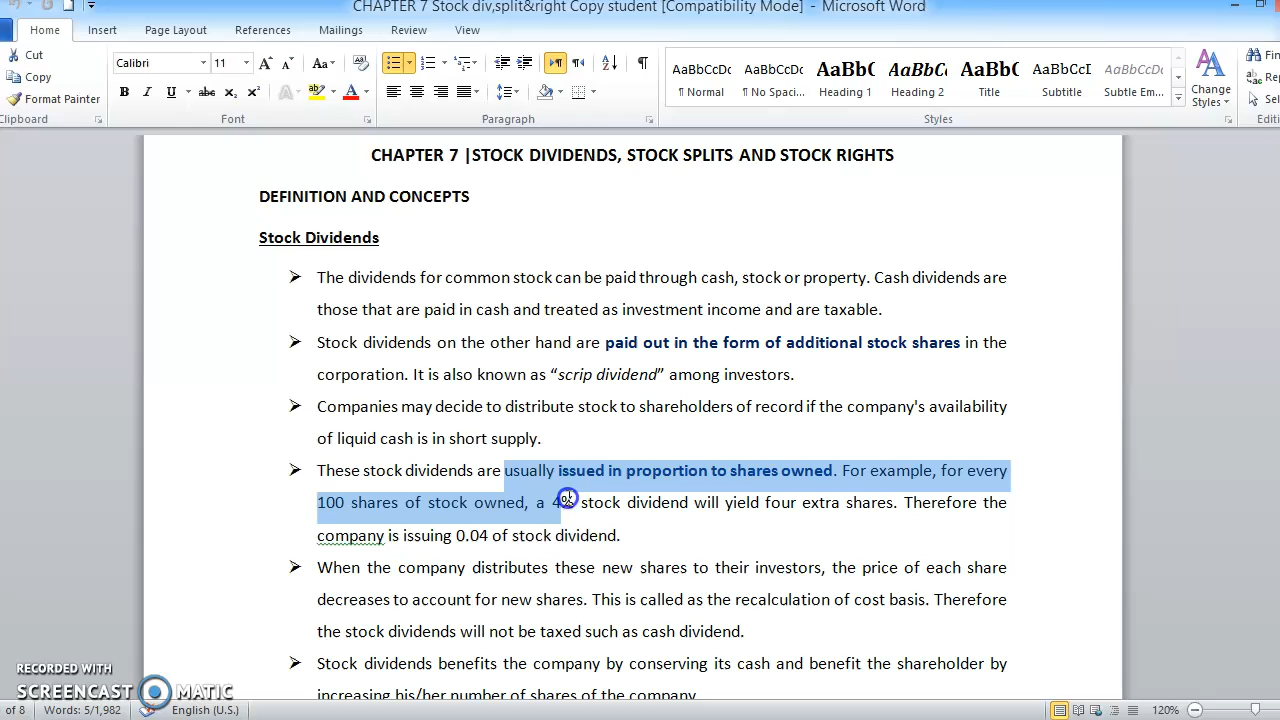 CHAPTER 7 Stock div,split&right Copy student [Compatibility Mode] - Microsoft Word
Home Insert Page Layout References Mailings Review View
Cut
Copy
Format Painter
Clipboard
Calibri 11 Aa
B I U abc x₂ x² A ab A
Font
Paragraph
AaBbCcDc AaBbCcDc AaBbC AaBbCc AaBbC AaBbCcI AaBbCcDc
¶ Normal ¶ No Spaci... Heading 1 Heading 2 Title Subtitle Subtle Em...
Styles
Change
Styles
Fin
Re
Sel
Editi
CHAPTER 7 |STOCK DIVIDENDS, STOCK SPLITS AND STOCK RIGHTS
DEFINITION AND CONCEPTS
Stock Dividends
➢ The dividends for common stock can be paid through cash, stock or property. Cash dividends are
those that are paid in cash and treated as investment income and are taxable.
➢ Stock dividends on the other hand are paid out in the form of additional stock shares in the
corporation. It is also known as “scrip dividend” among investors.
➢ Companies may decide to distribute stock to shareholders of record if the company's availability
of liquid cash is in short supply.
➢ These stock dividends are usually issued in proportion to shares owned. For example, for every
100 shares of stock owned, a 4% stock dividend will yield four extra shares. Therefore the
company is issuing 0.04 of stock dividend.
➢ When the company distributes these new shares to their investors, the price of each share
decreases to account for new shares. This is called as the recalculation of cost basis. Therefore
the stock dividends will not be taxed such as cash dividend.
➢ Stock dividends benefits the company by conserving its cash and benefit the shareholder by
increasing his/her number of shares of the company.
RECORDED WITH
SCREENCAST MATIC
of 8 Words: 5/1,982 English (U.S.) 120%